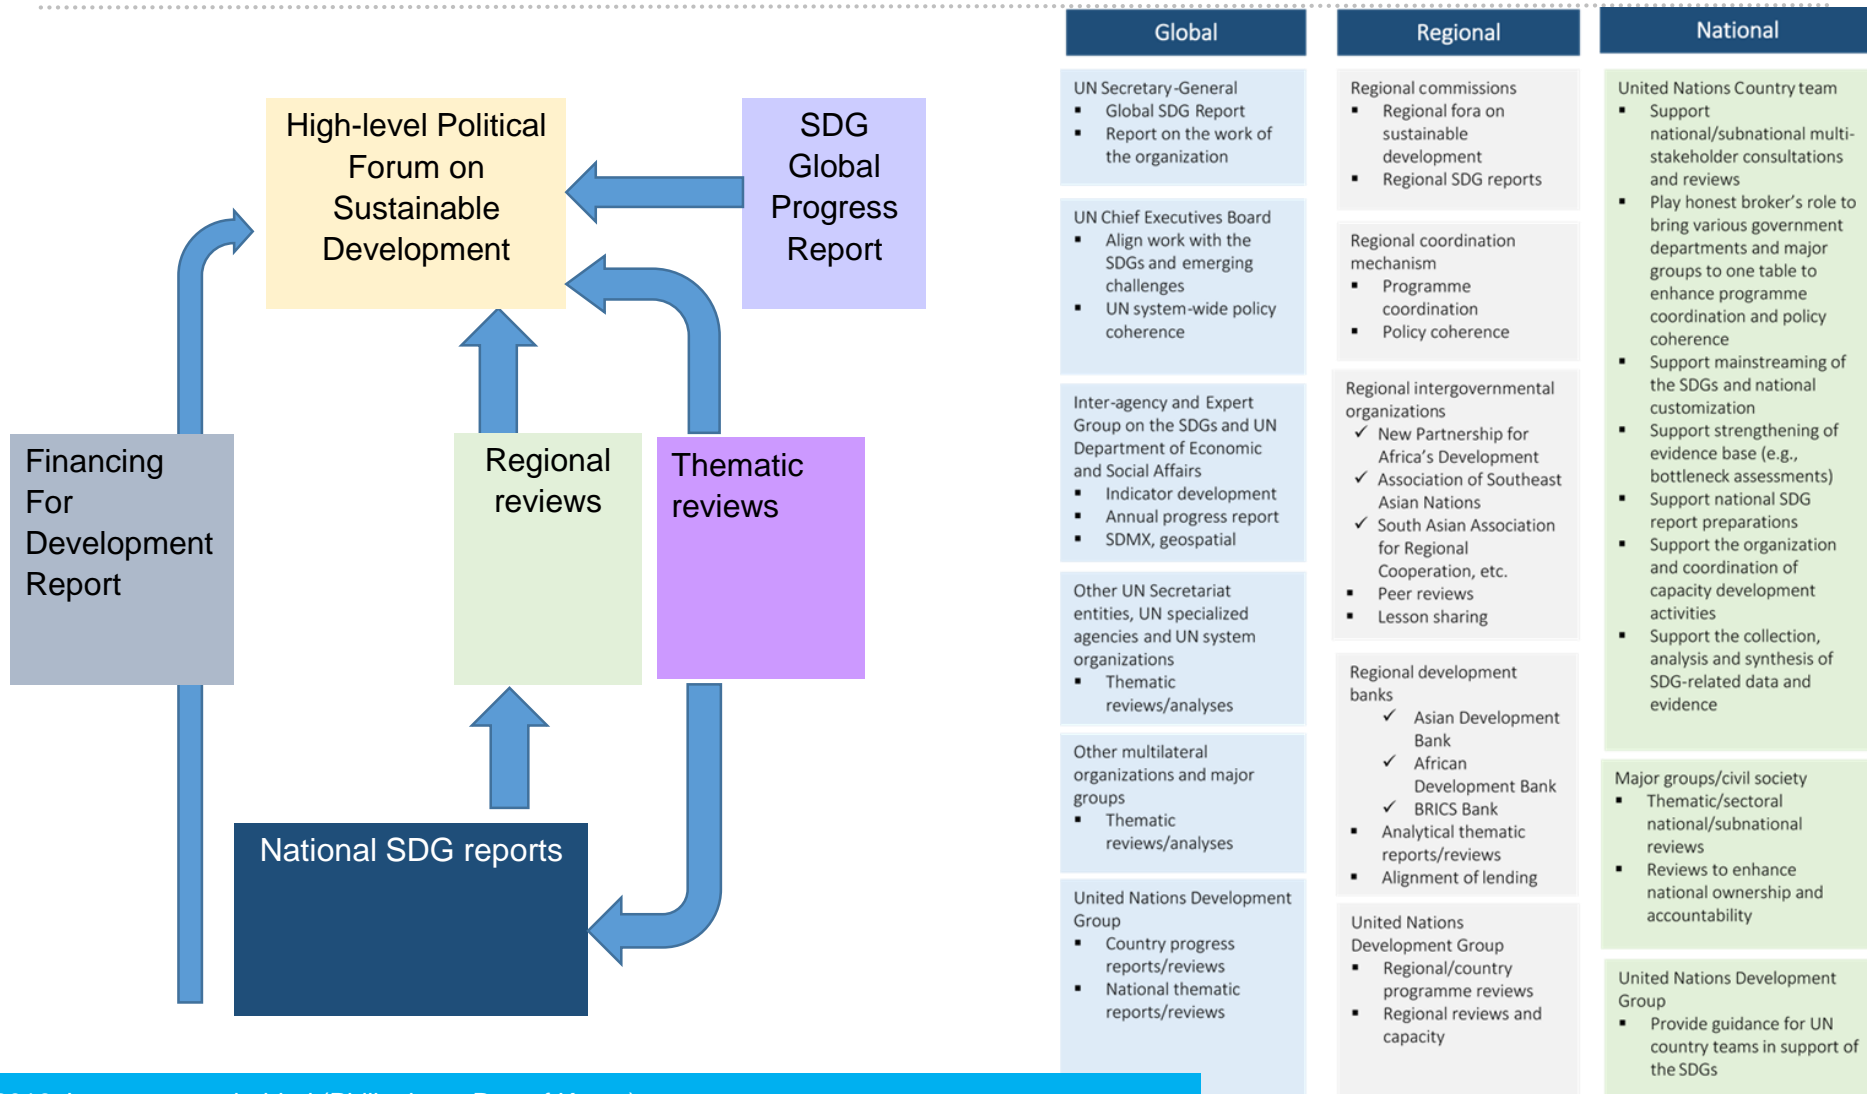 High-level Political
Forum on
Sustainable
Development
SDG
Global
Progress
Report
Financing
For
Development
Report
Regional
reviews
Thematic
reviews
National SDG reports
Global
UN Secretary-General
▪ Global SDG Report
▪ Report on the work of
the organization
UN Chief Executives Board
▪ Align work with the
SDGs and emerging
challenges
▪ UN system-wide policy
coherence
Inter-agency and Expert
Group on the SDGs and UN
Department of Economic
and Social Affairs
▪ Indicator development
▪ Annual progress report
▪ SDMX, geospatial
Other UN Secretariat
entities, UN specialized
agencies and UN system
organizations
▪ Thematic
reviews/analyses
Other multilateral
organizations and major
groups
▪ Thematic
reviews/analyses
United Nations Development
Group
▪ Country progress
reports/reviews
▪ National thematic
reports/reviews
Regional
Regional commissions
▪ Regional fora on
sustainable
development
▪ Regional SDG reports
Regional coordination
mechanism
▪ Programme
coordination
▪ Policy coherence
Regional intergovernmental
organizations
✓ New Partnership for
Africa's Development
✓ Association of Southeast
Asian Nations
✓ South Asian Association
for Regional
Cooperation, etc.
▪ Peer reviews
▪ Lesson sharing
Regional development
banks
✓ Asian Development
Bank
✓ African
Development Bank
✓ BRICS Bank
▪ Analytical thematic
reports/reviews
▪ Alignment of lending
United Nations
Development Group
▪ Regional/country
programme reviews
▪ Regional reviews and
capacity
National
United Nations Country team
▪ Support
national/subnational multi-
stakeholder consultations
and reviews
▪ Play honest broker's role to
bring various government
departments and major
groups to one table to
enhance programme
coordination and policy
coherence
▪ Support mainstreaming of
the SDGs and national
customization
▪ Support strengthening of
evidence base (e.g.,
bottleneck assessments)
▪ Support national SDG
report preparations
▪ Support the organization
and coordination of
capacity development
activities
▪ Support the collection,
analysis and synthesis of
SDG-related data and
evidence
Major groups/civil society
▪ Thematic/sectoral
national/subnational
reviews
▪ Reviews to enhance
national ownership and
accountability
United Nations Development
Group
▪ Provide guidance for UN
country teams in support of
the SDGs